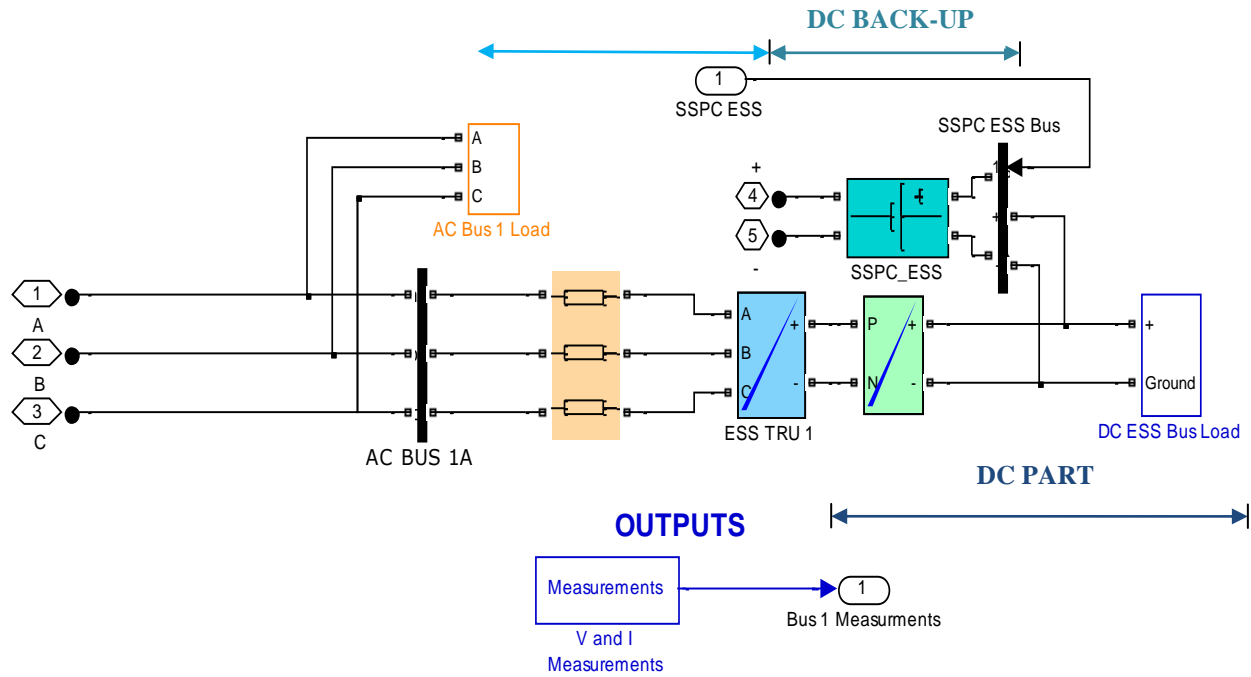 DC BACK-UP
1
SSPC ESS
SSPC ESS Bus
A
B
C
AC Bus 1 Load
+
4
5
-
SSPC_ESS
1
+
1
A
2
B
3
C
AC BUS 1A
A
B
C
+
-
ESS TRU 1
P
N
+
-
+
Ground
DC ESS Bus Load
DC PART
OUTPUTS
Measurements
V and I
Measurements
1
Bus 1 Measurments